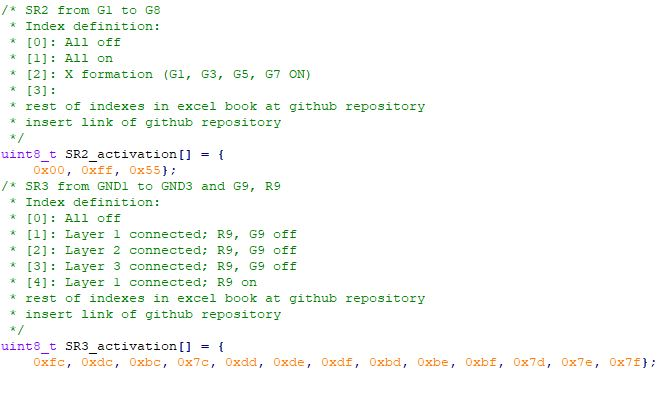 /* SR2 from G1 to G8
 * Index definition:
 * [0]: All off
 * [1]: All on
 * [2]: X formation (G1, G3, G5, G7 ON)
 * [3]:
 * rest of indexes in excel book at github repository
 * insert link of github repository
 */
uint8_t SR2_activation[] = {
    0x00, 0xff, 0x55};
/* SR3 from GND1 to GND3 and G9, R9
 * Index definition:
 * [0]: All off
 * [1]: Layer 1 connected; R9, G9 off
 * [2]: Layer 2 connected; R9, G9 off
 * [3]: Layer 3 connected; R9, G9 off
 * [4]: Layer 1 connected; R9 on
 * rest of indexes in excel book at github repository
 * insert link of github repository
 */
uint8_t SR3_activation[] = {
    0xfc, 0xdc, 0xbc, 0x7c, 0xdd, 0xde, 0xdf, 0xbd, 0xbe, 0xbf, 0x7d, 0x7e, 0x7f};